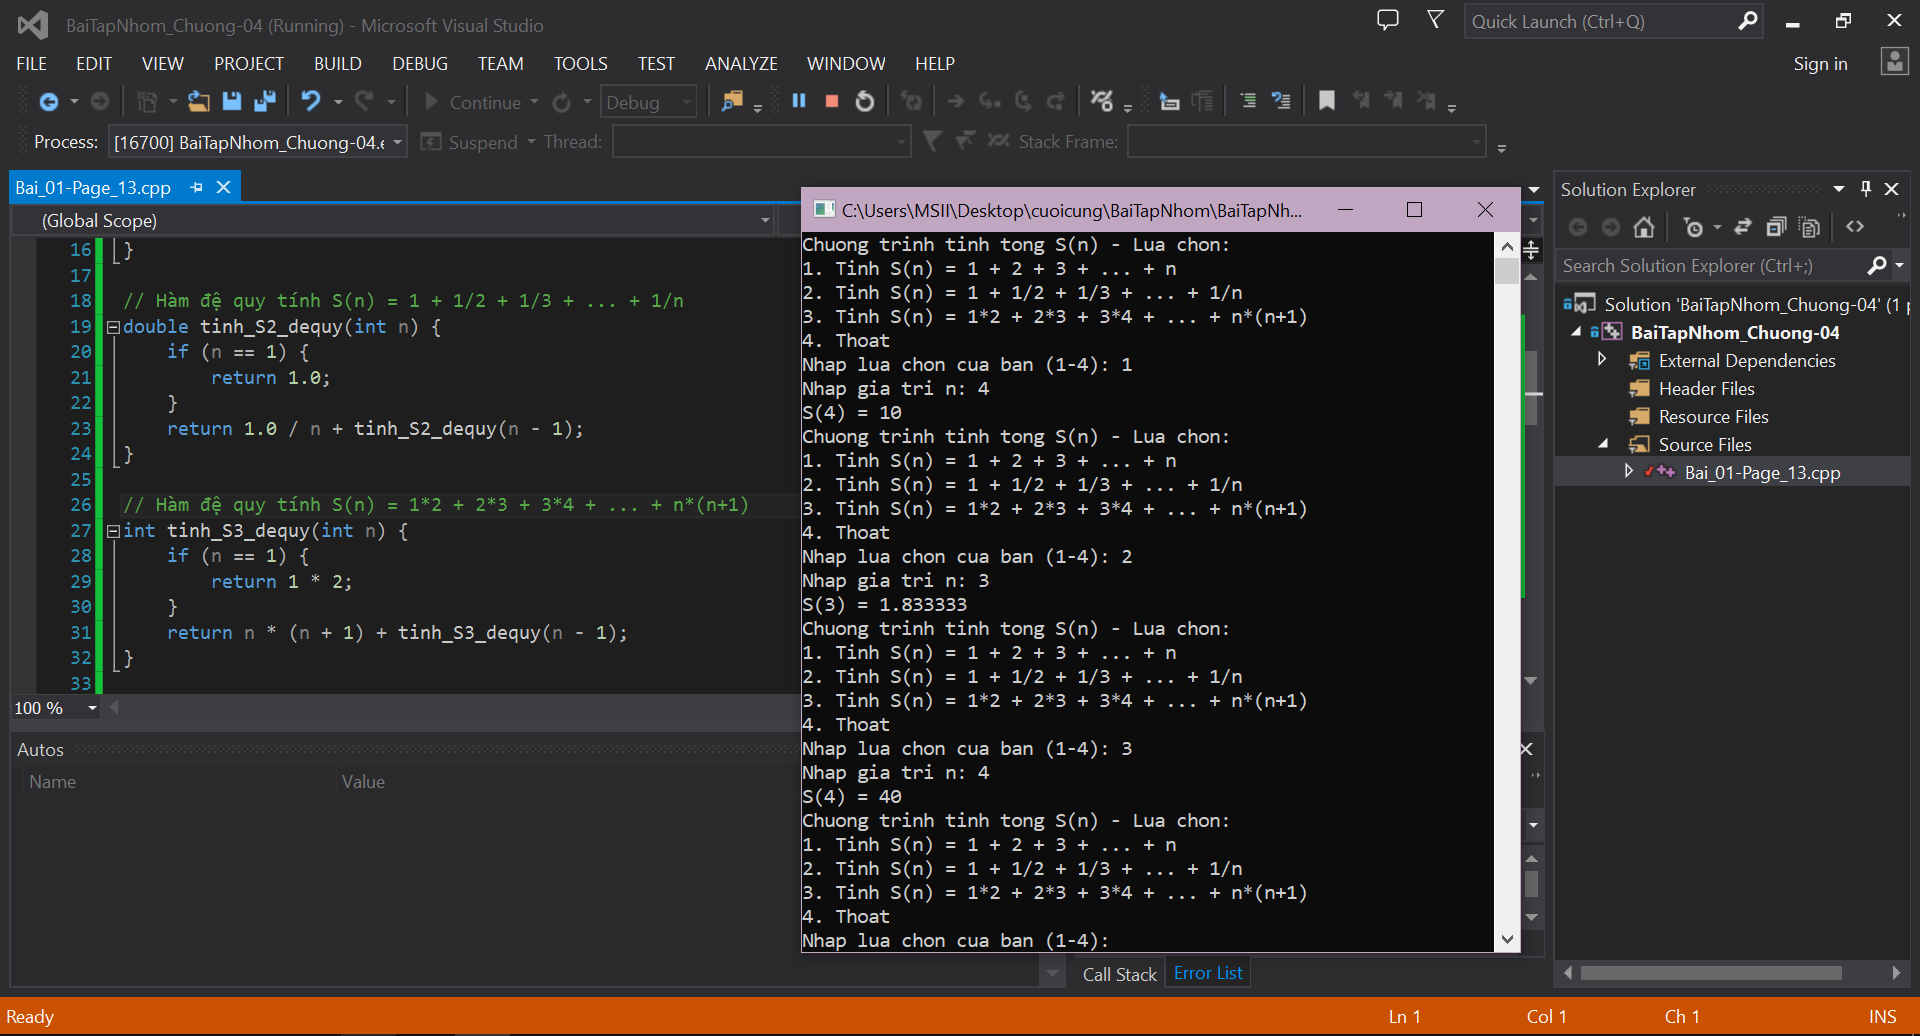 BaiTapNhom_Chuong-04 (Running) - Microsoft Visual Studio
Quick Launch (Ctrl+Q)
FILE EDIT VIEW PROJECT BUILD DEBUG TEAM TOOLS TEST ANALYZE WINDOW HELP
Sign in
Continue Debug
Process: [16700] BaiTapNhom_Chuong-04.e Suspend Thread: Stack Frame:
Bai_01-Page_13.cpp
(Global Scope)
16 }
17
18 // Hàm đệ quy tính S(n) = 1 + 1/2 + 1/3 + ... + 1/n
19 double tinh_S2_dequy(int n) {
20 if (n == 1) {
21 return 1.0;
22 }
23 return 1.0 / n + tinh_S2_dequy(n - 1);
24 }
25
26 // Hàm đệ quy tính S(n) = 1*2 + 2*3 + 3*4 + ... + n*(n+1)
27 int tinh_S3_dequy(int n) {
28 if (n == 1) {
29 return 1 * 2;
30 }
31 return n * (n + 1) + tinh_S3_dequy(n - 1);
32 }
33
100 %
Autos
Name Value
C:\Users\MSII\Desktop\cuoicung\BaiTapNhom\BaiTapNh...
Chuong trinh tinh tong S(n) - Lua chon:
1. Tinh S(n) = 1 + 2 + 3 + ... + n
2. Tinh S(n) = 1 + 1/2 + 1/3 + ... + 1/n
3. Tinh S(n) = 1*2 + 2*3 + 3*4 + ... + n*(n+1)
4. Thoat
Nhap lua chon cua ban (1-4): 1
Nhap gia tri n: 4
S(4) = 10
Chuong trinh tinh tong S(n) - Lua chon:
1. Tinh S(n) = 1 + 2 + 3 + ... + n
2. Tinh S(n) = 1 + 1/2 + 1/3 + ... + 1/n
3. Tinh S(n) = 1*2 + 2*3 + 3*4 + ... + n*(n+1)
4. Thoat
Nhap lua chon cua ban (1-4): 2
Nhap gia tri n: 3
S(3) = 1.833333
Chuong trinh tinh tong S(n) - Lua chon:
1. Tinh S(n) = 1 + 2 + 3 + ... + n
2. Tinh S(n) = 1 + 1/2 + 1/3 + ... + 1/n
3. Tinh S(n) = 1*2 + 2*3 + 3*4 + ... + n*(n+1)
4. Thoat
Nhap lua chon cua ban (1-4): 3
Nhap gia tri n: 4
S(4) = 40
Chuong trinh tinh tong S(n) - Lua chon:
1. Tinh S(n) = 1 + 2 + 3 + ... + n
2. Tinh S(n) = 1 + 1/2 + 1/3 + ... + 1/n
3. Tinh S(n) = 1*2 + 2*3 + 3*4 + ... + n*(n+1)
4. Thoat
Nhap lua chon cua ban (1-4):
Call Stack Error List
Solution Explorer
Search Solution Explorer (Ctrl+;)
Solution 'BaiTapNhom_Chuong-04' (1 p
BaiTapNhom_Chuong-04
External Dependencies
Header Files
Resource Files
Source Files
Bai_01-Page_13.cpp
Ready Ln 1 Col 1 Ch 1 INS